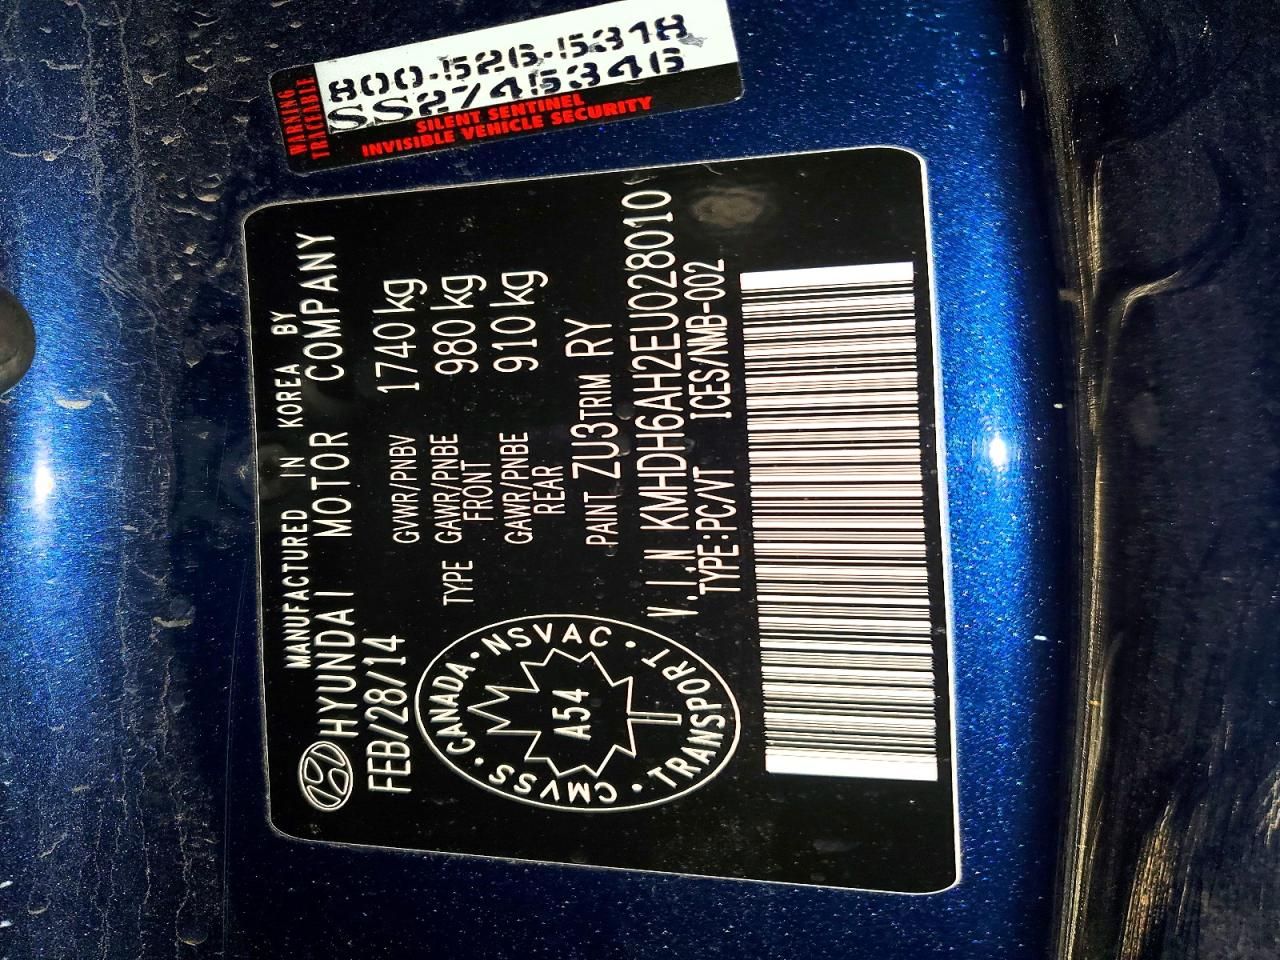 WARNING
TRACEABLE
800-526-5318
SS2745346
SILENT SENTINEL
INVISIBLE VEHICLE SECURITY
MANUFACTURED IN KOREA BY
HYUNDAI MOTOR COMPANY
FEB/28/14
GVWR/PNBV 1740 kg
TYPE GAWR/PNBE 980 kg
FRONT
GAWR/PNBE 910 kg
REAR
PAINT ZU3 TRIM RY
V.I.N KMHDH6AH2EU028010
TYPE:PC/VT ICES/NMB-002
CMVSS • CANADA • NSVAC • TRANSPORT •
A54